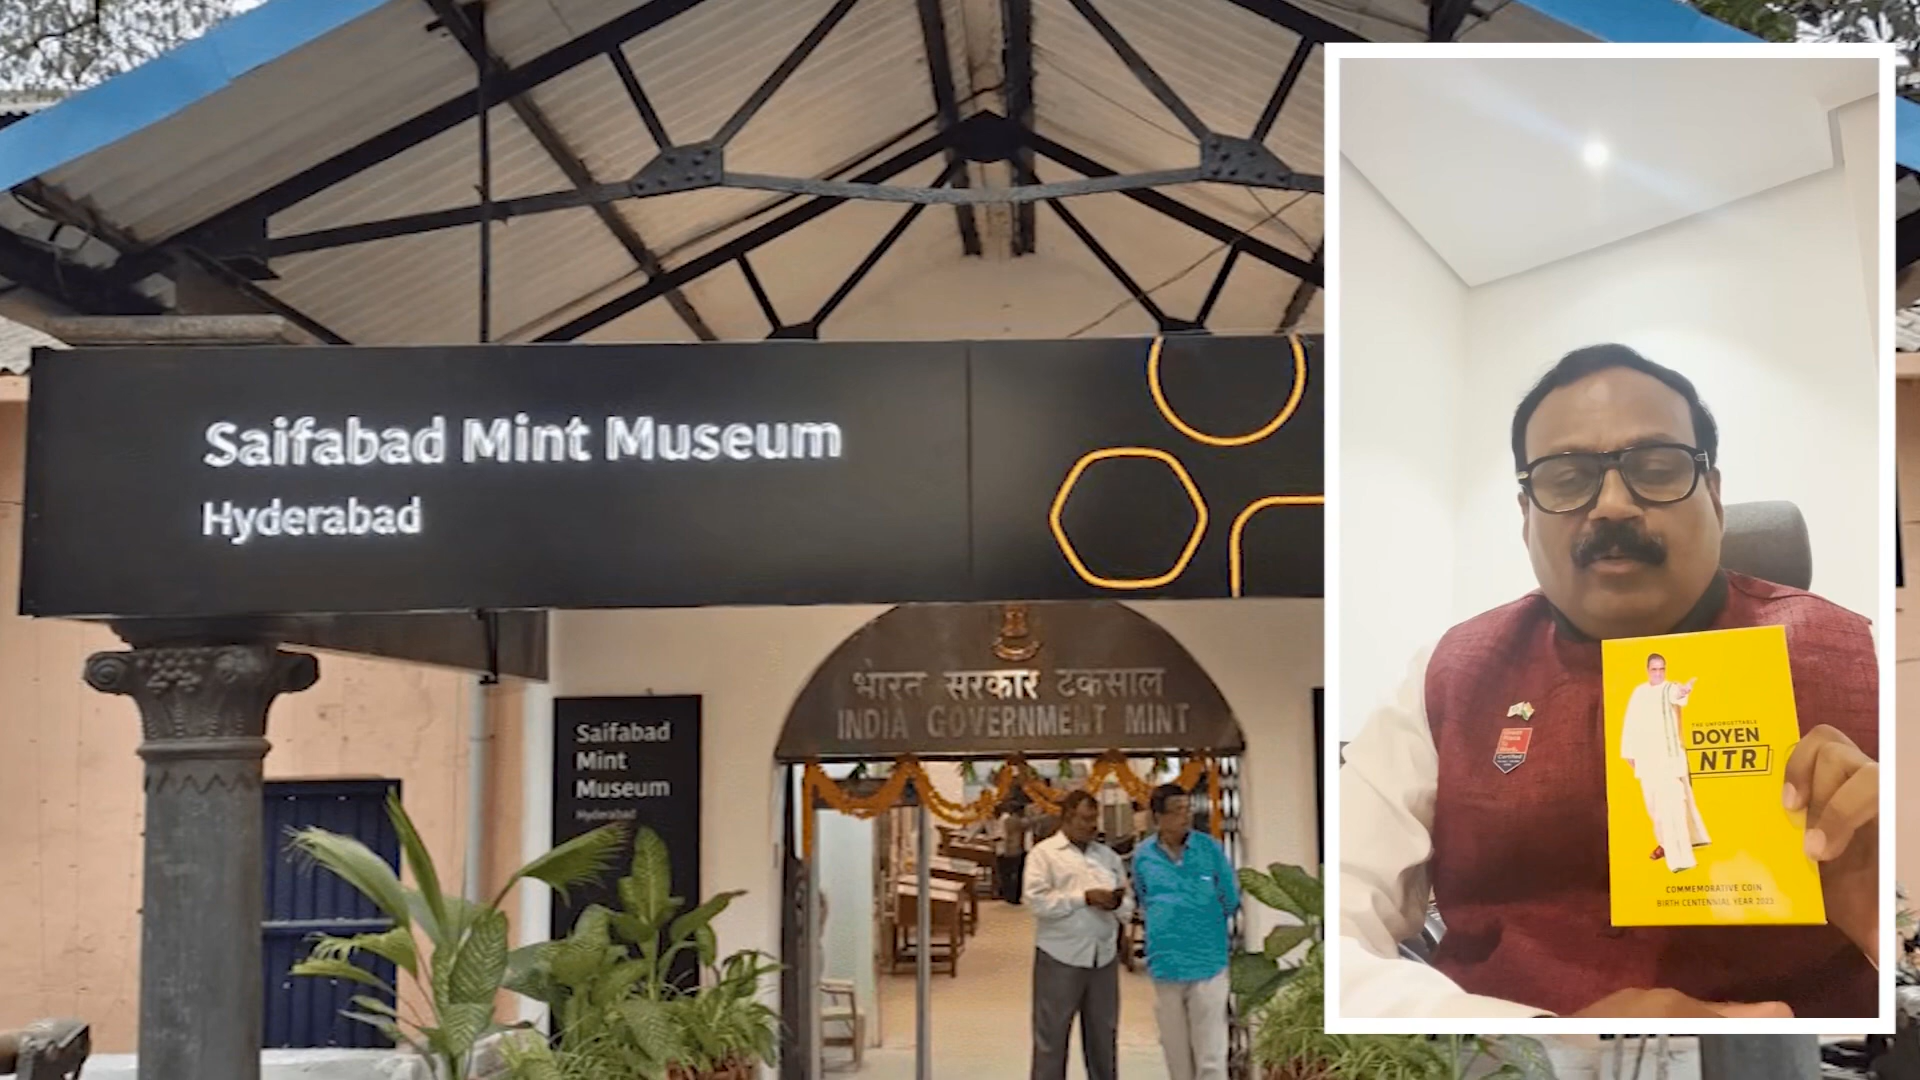 Saifabad Mint Museum
Hyderabad
भारत सरकार टकसाल
INDIA GOVERNMENT MINT
Saifabad
Mint
Museum
Hyderabad
THE UNFORGETTABLE
DOYEN
NTR
COMMEMORATIVE COIN
BIRTH CENTENNIAL YEAR 2023